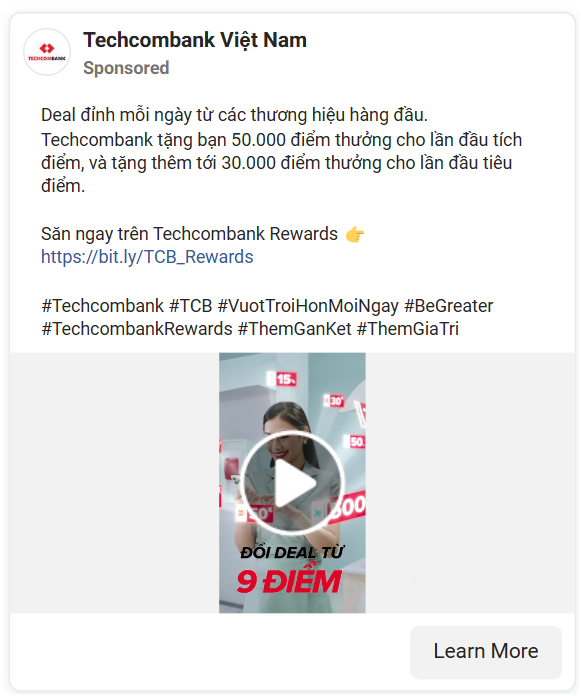 Techcombank Việt Nam
TECHCOMBANK
Sponsored
Deal đỉnh mỗi ngày từ các thương hiệu hàng đầu.
Techcombank tặng bạn 50.000 điểm thưởng cho lần đầu tích
điểm, và tặng thêm tới 30.000 điểm thưởng cho lần đầu tiêu
điểm.
Săn ngay trên Techcombank Rewards 👉
https://bit.ly/TCB_Rewards
#Techcombank #TCB #VuotTroiHonMoiNgay #BeGreater
#TechcombankRewards #ThemGanKet #ThemGiaTri
15%
30K
50
50K
500
ĐỔI DEAL TỪ
9 ĐIỂM
Learn More